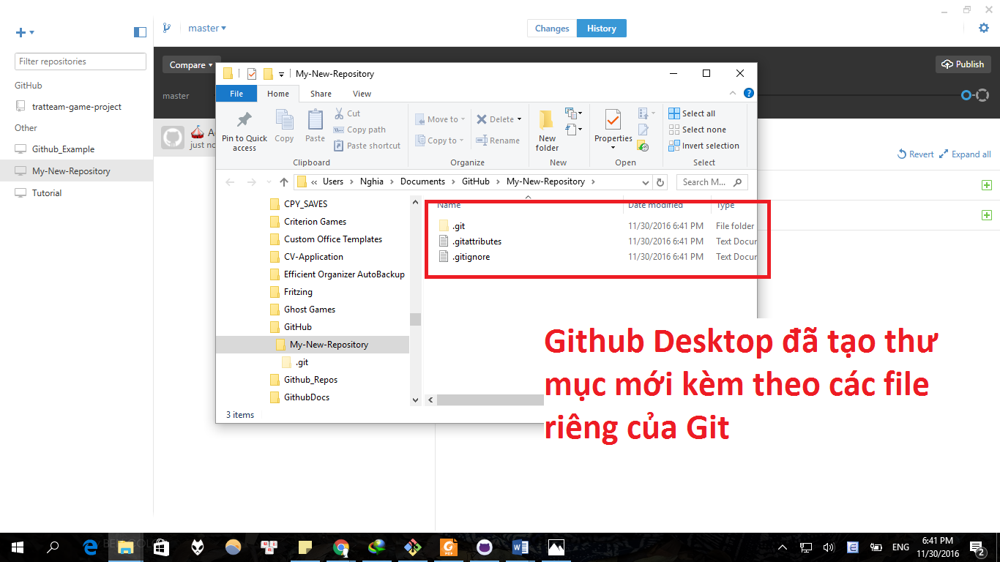 master
Changes
History
Filter repositories
GitHub
tratteam-game-project
Other
Github_Example
My-New-Repository
Tutorial
Compare
Publish
master
just no
Revert
Expand all
My-New-Repository
File
Home
Share
View
Pin to Quick access
Copy
Paste
Cut
Copy path
Paste shortcut
Clipboard
Move to
Copy to
Delete
Rename
Organize
New folder
New
Properties
Open
Select all
Select none
Invert selection
Select
« Users > Nghia > Documents > GitHub > My-New-Repository >
Search M...
CPY_SAVES
Criterion Games
Custom Office Templates
CV-Application
Efficient Organizer AutoBackup
Fritzing
Ghost Games
GitHub
My-New-Repository
.git
Github_Repos
GithubDocs
Name Date modified Type
.git 11/30/2016 6:41 PM File folder
.gitattributes 11/30/2016 6:41 PM Text Docur
.gitignore 11/30/2016 6:41 PM Text Docur
3 items
Github Desktop đã tạo thư
mục mới kèm theo các file
riêng của Git
ENG
6:41 PM
11/30/2016
2